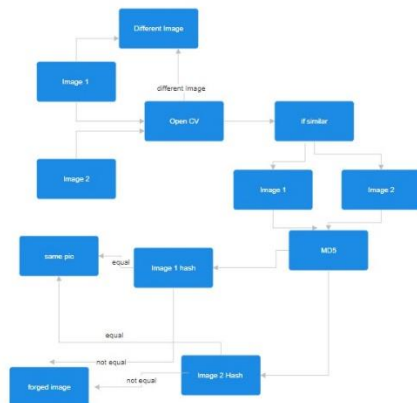 Different Image
Image 1
different Image
Open CV
if similar
Image 2
Image 1
Image 2
MD5
same pic
equal
Image 1 hash
equal
not equal
forged image
not equal
Image 2 Hash